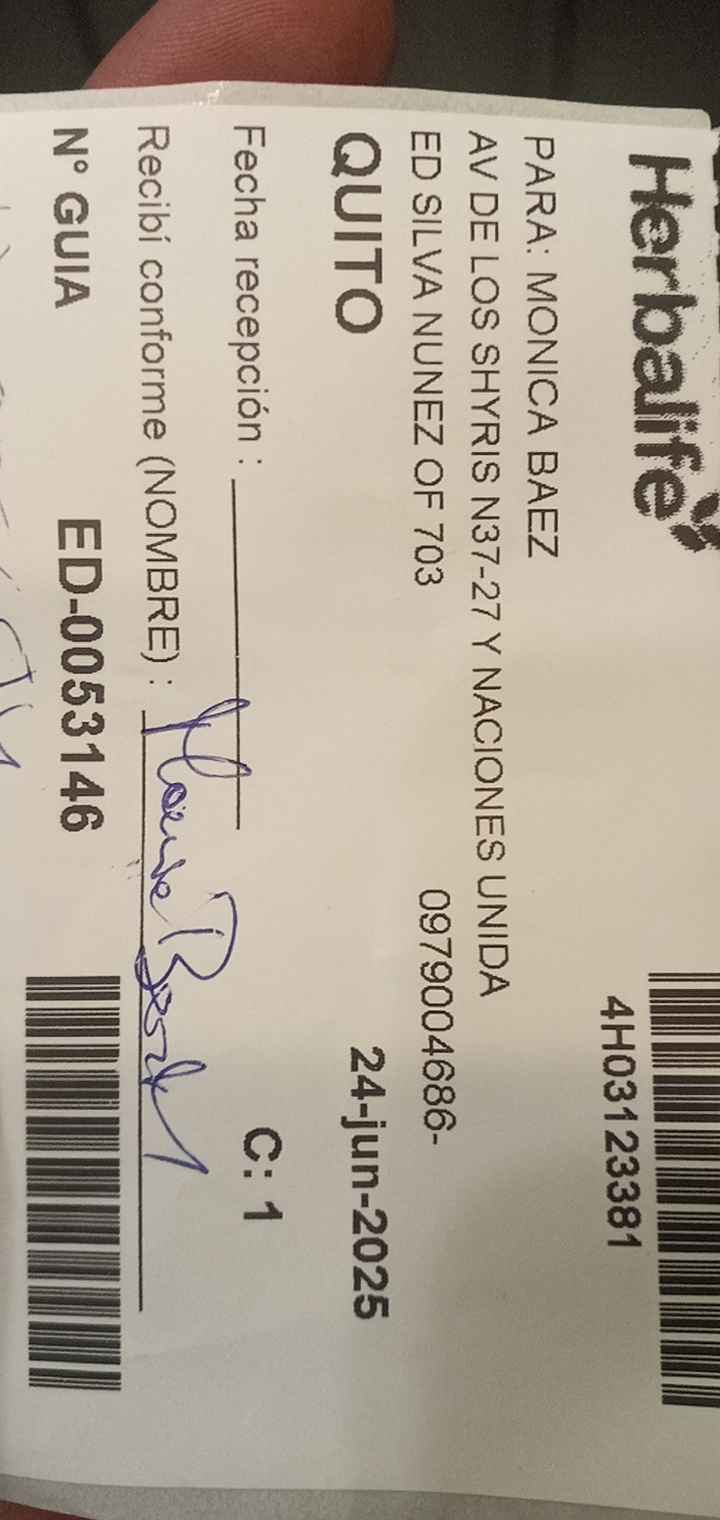 Herbalife
4H03123381
PARA: MONICA BAEZ
AV DE LOS SHYRIS N37-27 Y NACIONES UNIDA
ED SILVA NUNEZ OF 703 0979004686-
QUITO 24-jun-2025
Fecha recepción :
C: 1
Recibí conforme (NOMBRE) :
N° GUIA ED-0053146